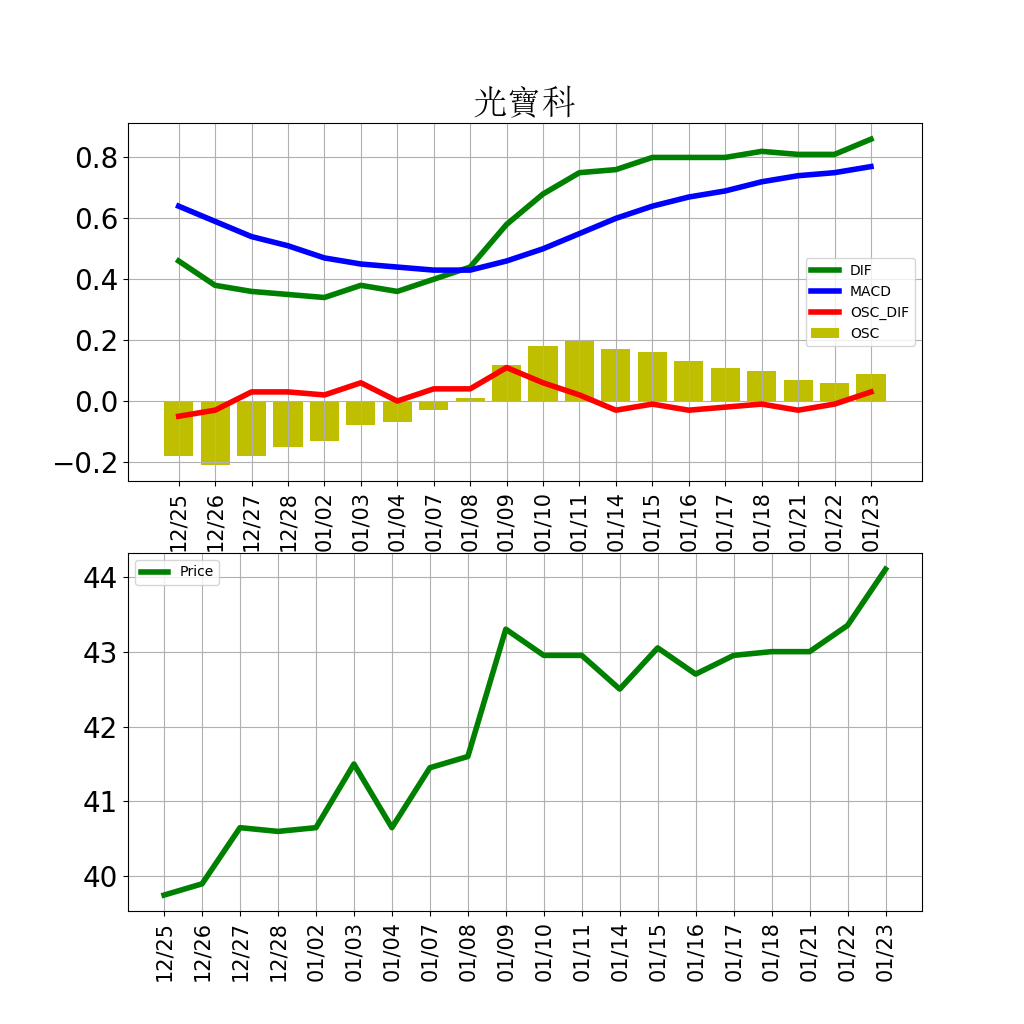 光寶科
0.8
0.6
0.4
0.2
0.0
−0.2
DIF
MACD
OSC_DIF
OSC
12/25 12/26 12/27 12/28 01/02 01/03 01/04 01/07 01/08 01/09 01/10 01/11 01/14 01/15 01/16 01/17 01/18 01/21 01/22 01/23
Price
44
43
42
41
40
12/25 12/26 12/27 12/28 01/02 01/03 01/04 01/07 01/08 01/09 01/10 01/11 01/14 01/15 01/16 01/17 01/18 01/21 01/22 01/23